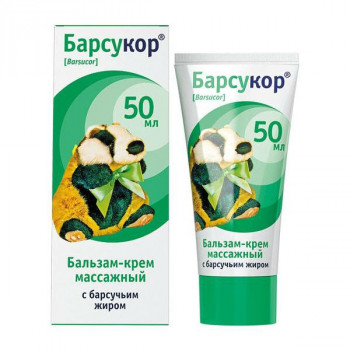 Барсукор®
[Barsucor]
50 мл
Бальзам-крем
массажный
с барсучьим
жиром
Барсукор®
[Barsucor]
50 мл
Бальзам-крем
массажный
с барсучьим
жиром